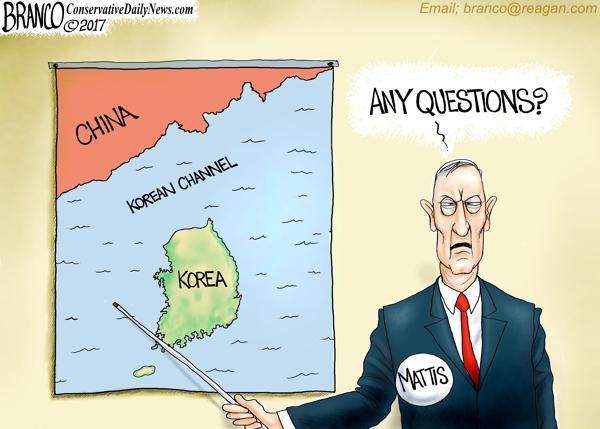 BRANCO ConservativeDailyNews.com
©2017
Email; branco@reagan.com
ANY QUESTIONS?
CHINA
KOREAN CHANNEL
KOREA
MATTIS